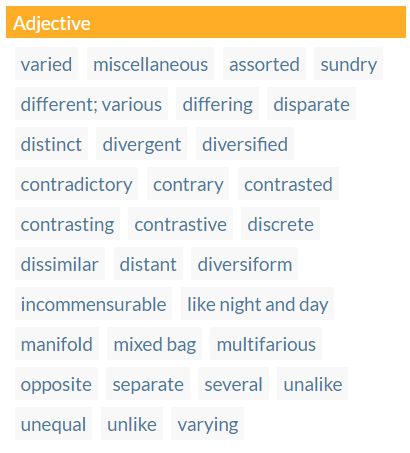 Adjective
varied miscellaneous assorted sundry
different; various differing disparate
distinct divergent diversified
contradictory contrary contrasted
contrasting contrastive discrete
dissimilar distant diversiform
incommensurable like night and day
manifold mixed bag multifarious
opposite separate several unalike
unequal unlike varying